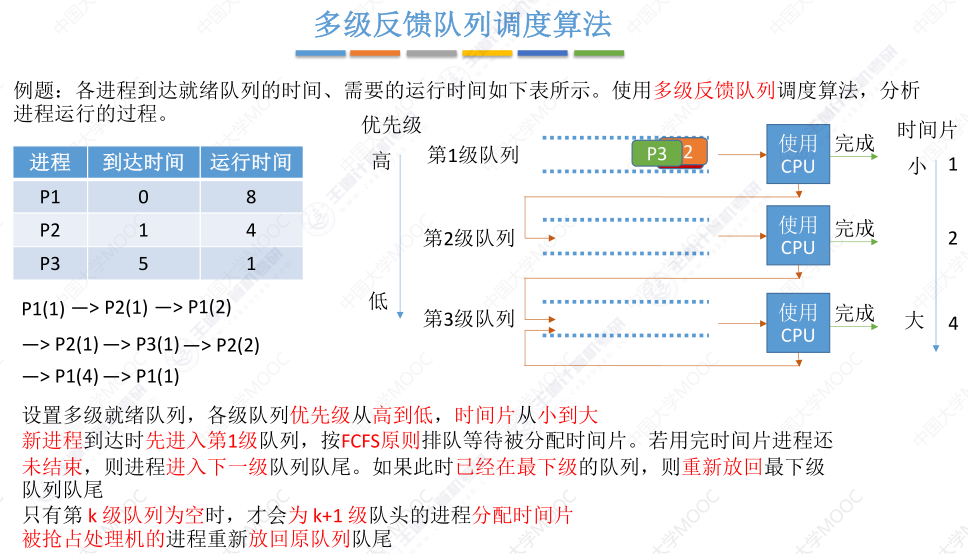 多级反馈队列调度算法
例题：各进程到达就绪队列的时间、需要的运行时间如下表所示。使用多级反馈队列调度算法，分析
进程运行的过程。
进程 到达时间 运行时间
P1 0 8
P2 1 4
P3 5 1
P1(1) —> P2(1) —> P1(2)
—> P2(1) —> P3(1) —> P2(2)
—> P1(4) —> P1(1)
优先级
高
低
第1级队列
P3
2
使用
CPU
完成
第2级队列
使用
CPU
完成
第3级队列
使用
CPU
完成
时间片
小 1
2
大 4
设置多级就绪队列，各级队列优先级从高到低，时间片从小到大
新进程到达时先进入第1级队列，按FCFS原则排队等待被分配时间片。若用完时间片进程还
未结束，则进程进入下一级队列队尾。如果此时已经在最下级的队列，则重新放回最下级
队列队尾
只有第 k 级队列为空时，才会为 k+1 级队头的进程分配时间片
被抢占处理机的进程重新放回原队列队尾